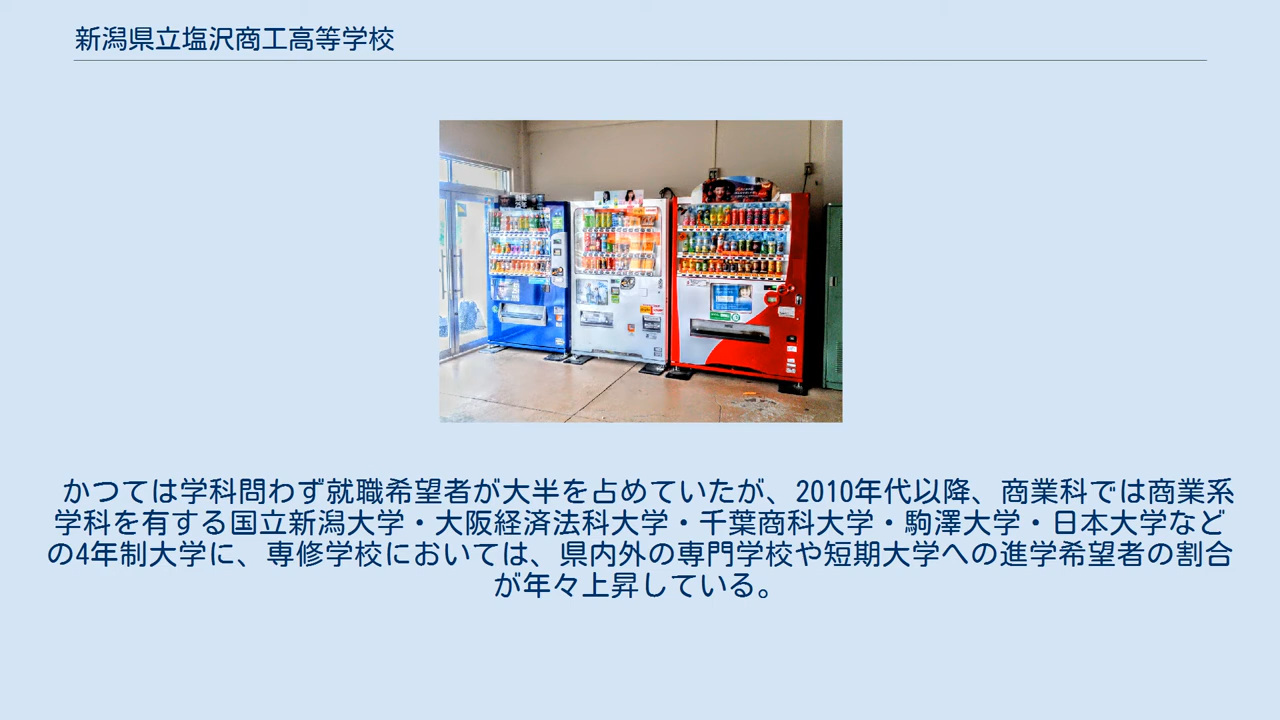 新潟県立塩沢商工高等学校
かつては学科問わず就職希望者が大半を占めていたが、2010年代以降、商業科では商業系
学科を有する国立新潟大学・大阪経済法科大学・千葉商科大学・駒澤大学・日本大学など
の4年制大学に、専修学校においては、県内外の専門学校や短期大学への進学希望者の割合
が年々上昇している。